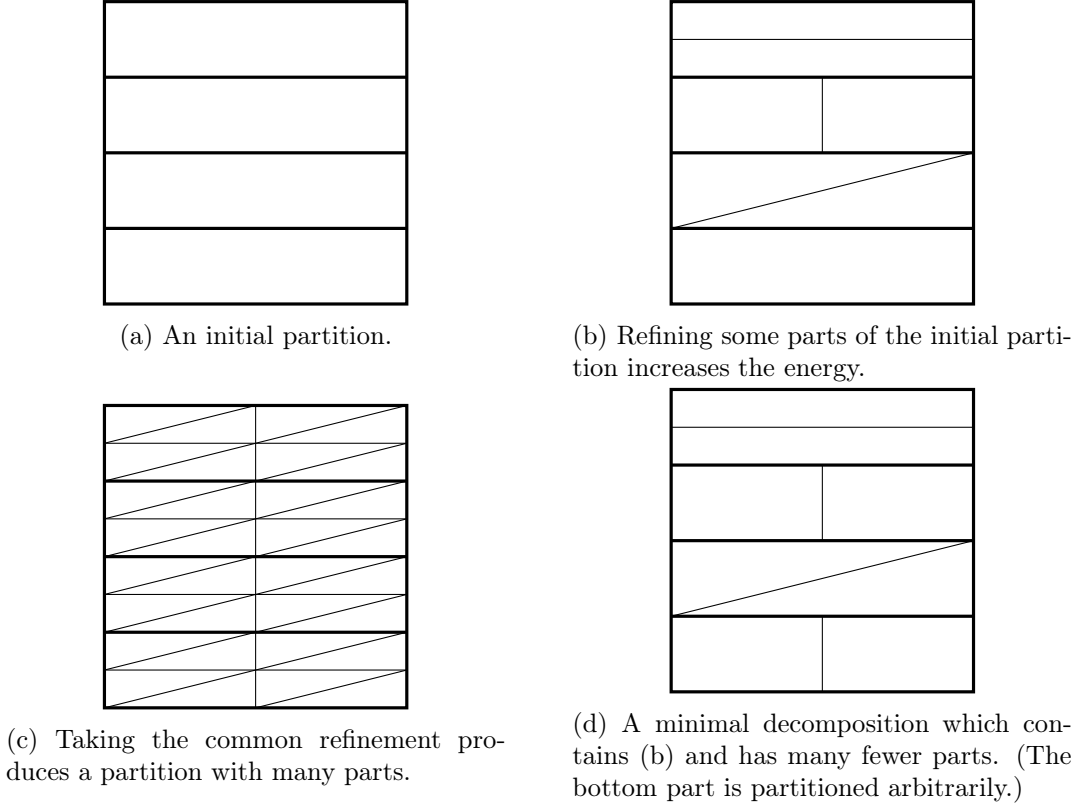 (a) An initial partition.
(b) Refining some parts of the initial parti-
tion increases the energy.
(c) Taking the common refinement pro-
duces a partition with many parts.
(d) A minimal decomposition which con-
tains (b) and has many fewer parts. (The
bottom part is partitioned arbitrarily.)